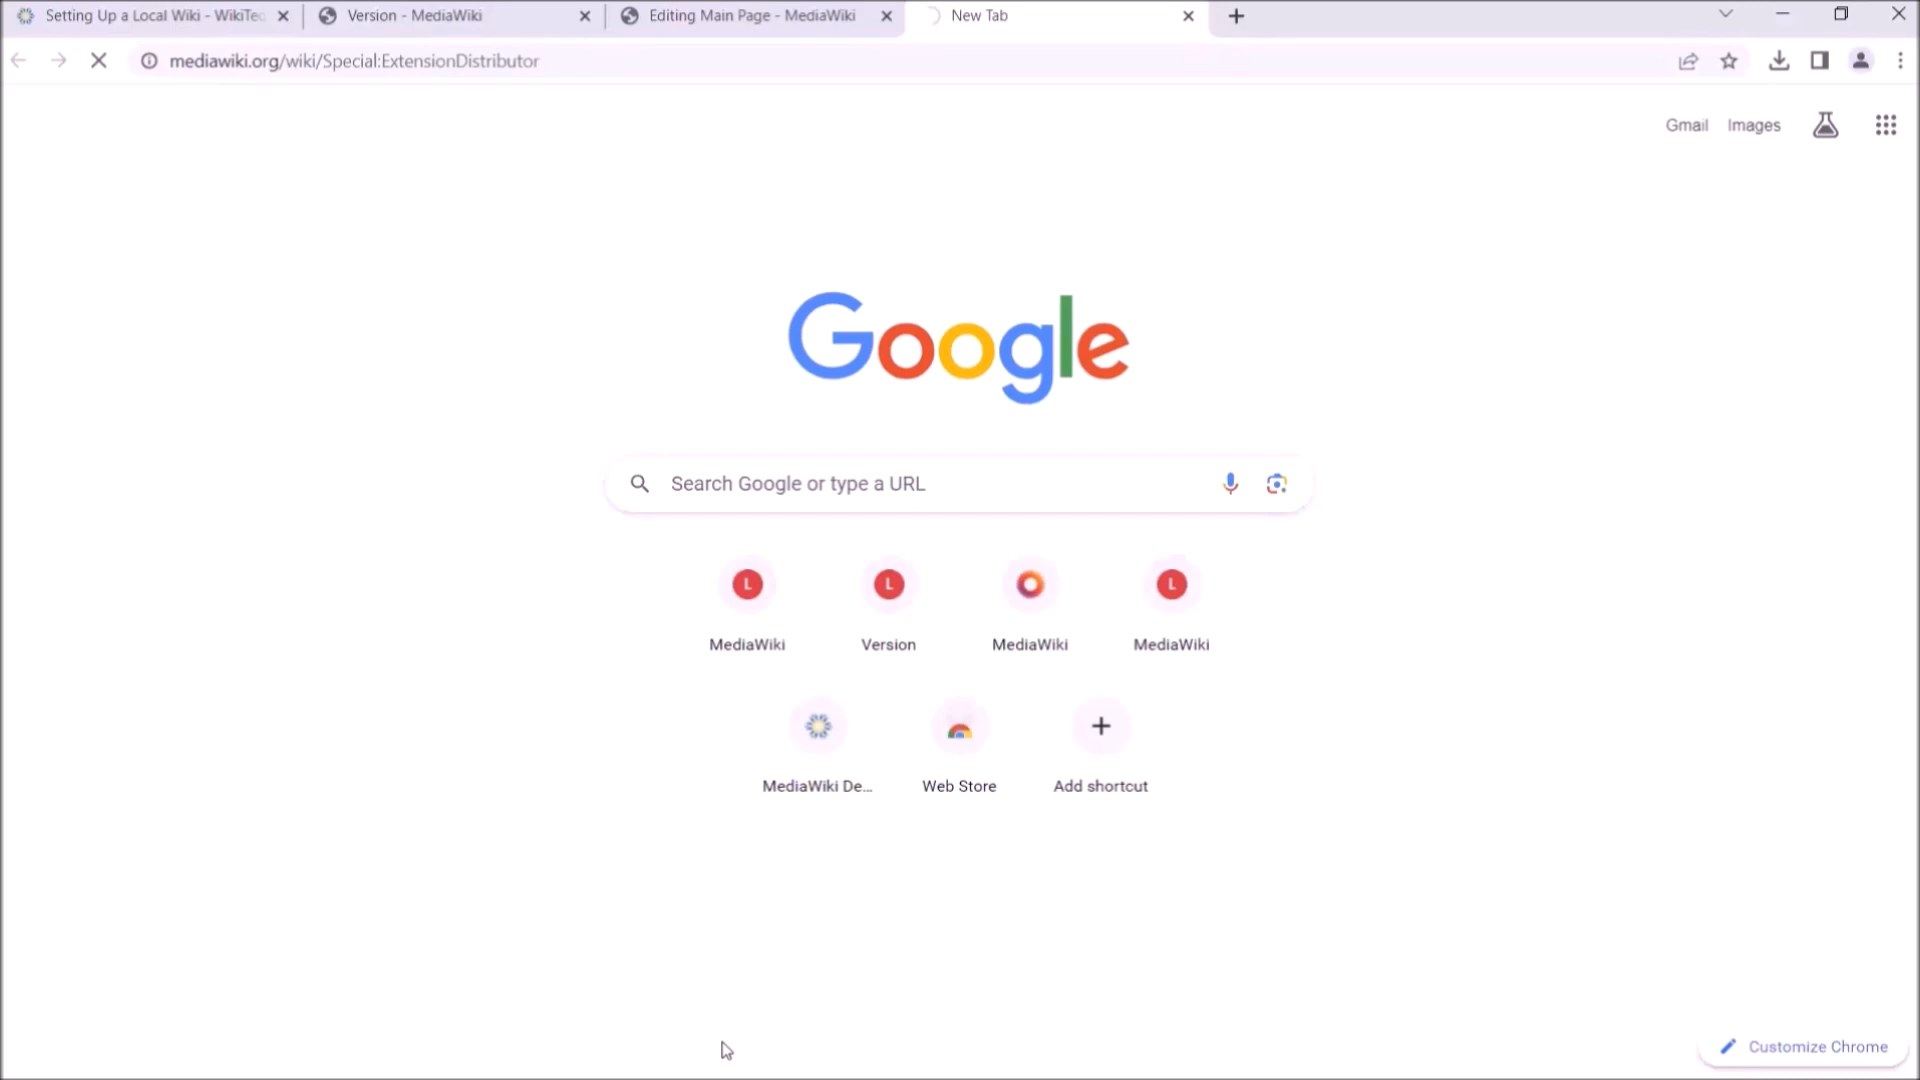 Setting Up a Local Wiki - WikiTec
Version - MediaWiki
Editing Main Page - MediaWiki
New Tab
mediawiki.org/wiki/Special:ExtensionDistributor
Gmail
Images
Google
Search Google or type a URL
L
L
L
MediaWiki
Version
MediaWiki
MediaWiki
MediaWiki De...
Web Store
Add shortcut
Customize Chrome